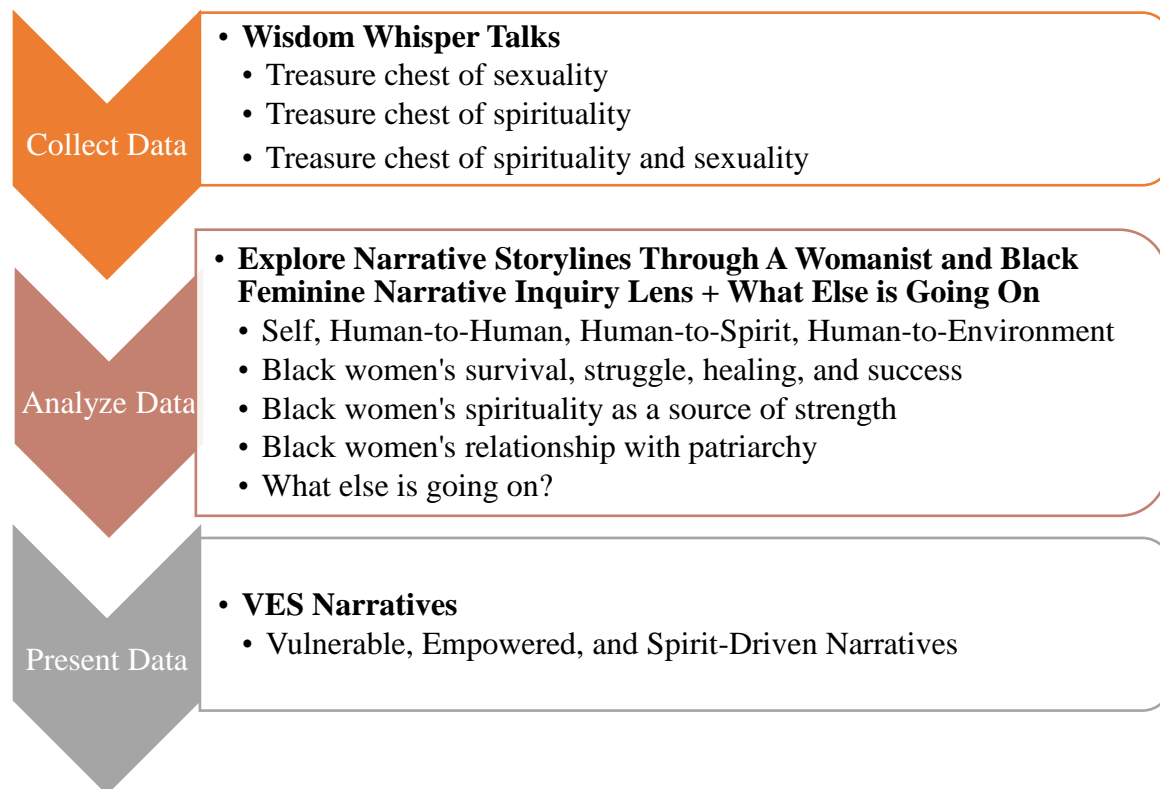 Collect Data
• Wisdom Whisper Talks
• Treasure chest of sexuality
• Treasure chest of spirituality
• Treasure chest of spirituality and sexuality
Analyze Data
• Explore Narrative Storylines Through A Womanist and Black
Feminine Narrative Inquiry Lens + What Else is Going On
• Self, Human-to-Human, Human-to-Spirit, Human-to-Environment
• Black women's survival, struggle, healing, and success
• Black women's spirituality as a source of strength
• Black women's relationship with patriarchy
• What else is going on?
Present Data
• VES Narratives
• Vulnerable, Empowered, and Spirit-Driven Narratives